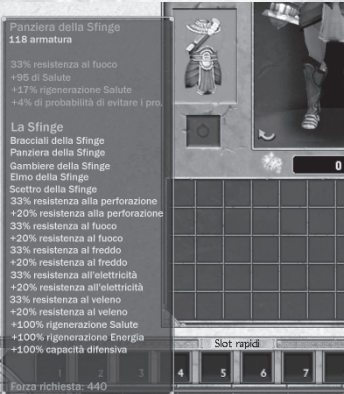 Panziera della Sfinge
118 armatura
33% resistenza al fuoco
+95 di Salute
+17% rigenerazione Salute
+4% di probabilità di evitare i pro.
La Sfinge
Bracciali della Sfinge
Panziera della Sfinge
Gambiere della Sfinge
Elmo della Sfinge
Scettro della Sfinge
33% resistenza alla perforazione
+20% resistenza alla perforazione
33% resistenza al fuoco
+20% resistenza al fuoco
33% resistenza al freddo
+20% resistenza al freddo
33% resistenza all'elettricità
+20% resistenza all'elettricità
33% resistenza al veleno
+20% resistenza al veleno
+100% rigenerazione Salute
+100% rigenerazione Energia
+100% capacità difensiva
Forza richiesta: 440
0
Slot rapidi
1 2 3 4 5 6 7